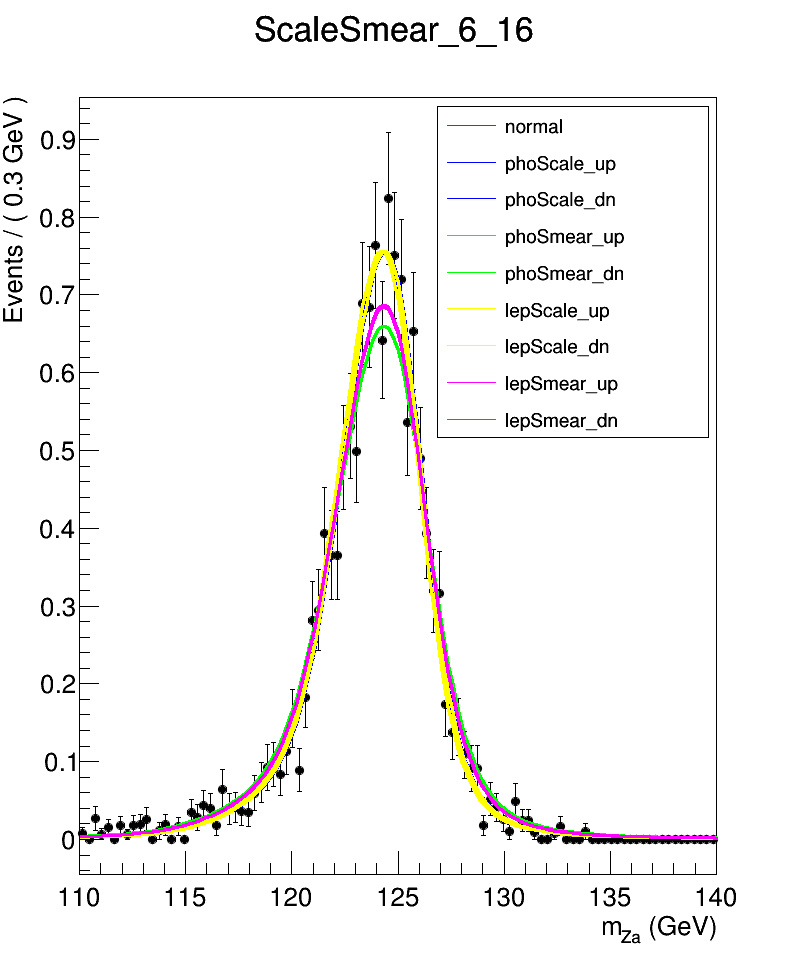 ScaleSmear_6_16
Events / ( 0.3 GeV )
0.9
0.8
0.7
0.6
0.5
0.4
0.3
0.2
0.1
0
normal
phoScale_up
phoScale_dn
phoSmear_up
phoSmear_dn
lepScale_up
lepScale_dn
lepSmear_up
lepSmear_dn
110 115 120 125 130 135 140
m_Za (GeV)